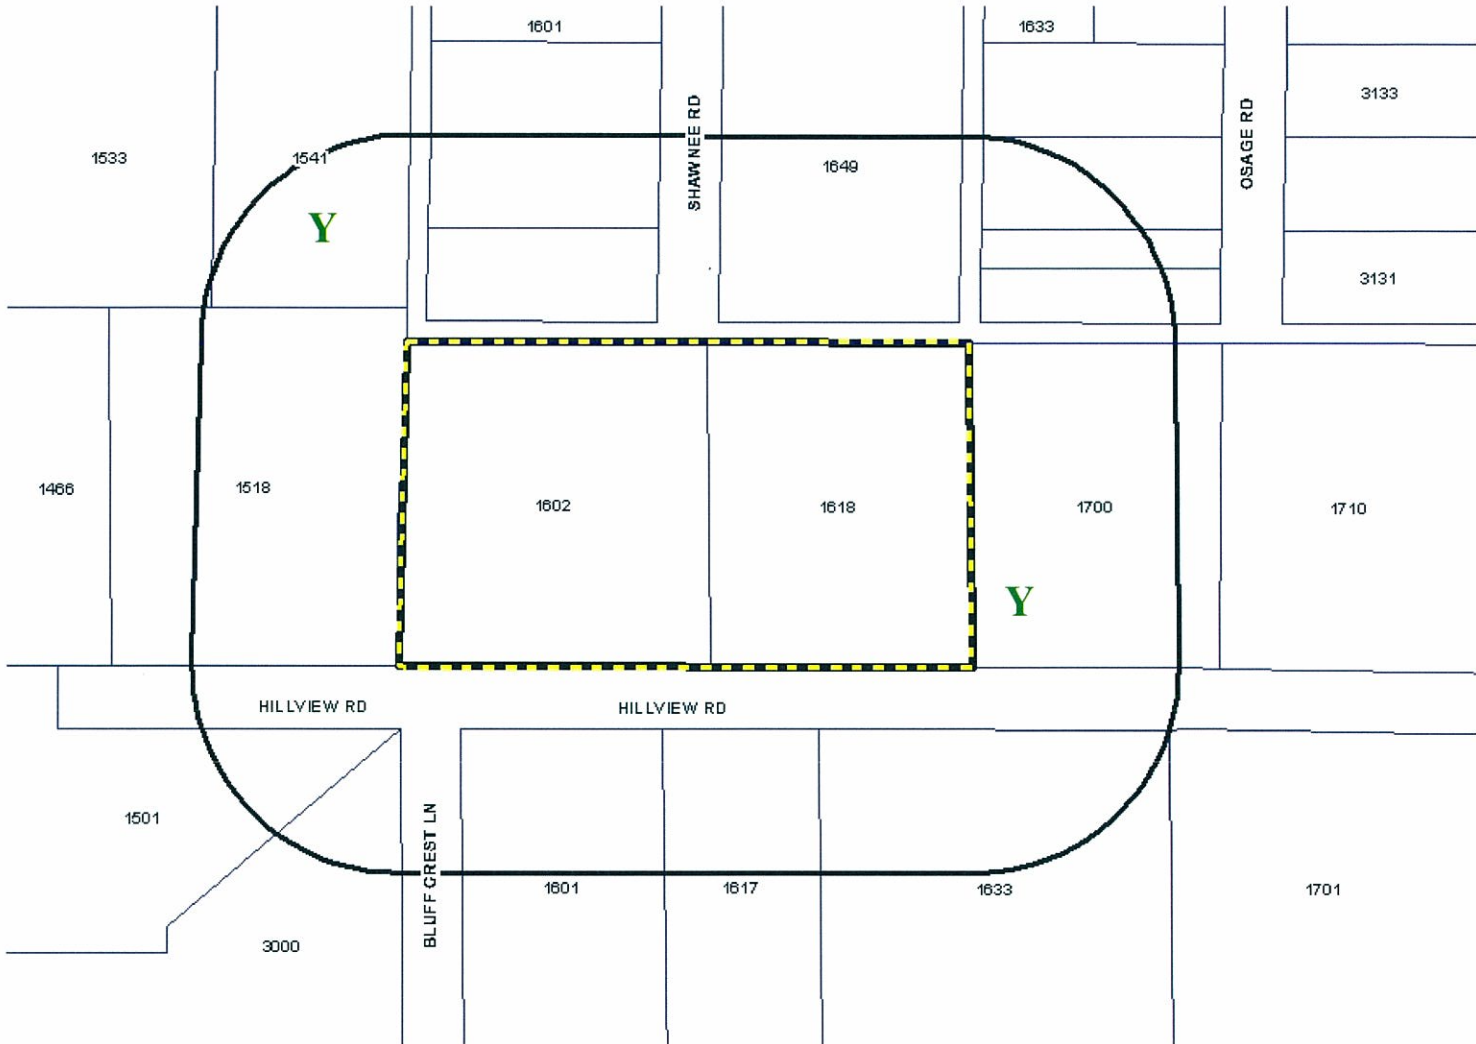 1601
1633
3133
SHAWNEE RD
OSAGE RD
1533
1541
1649
Y
3131
1466
1518
1602
1618
1700
1710
Y
HILLVIEW RD
HILLVIEW RD
1501
BLUFF CREST LN
1601
1617
1633
1701
3000